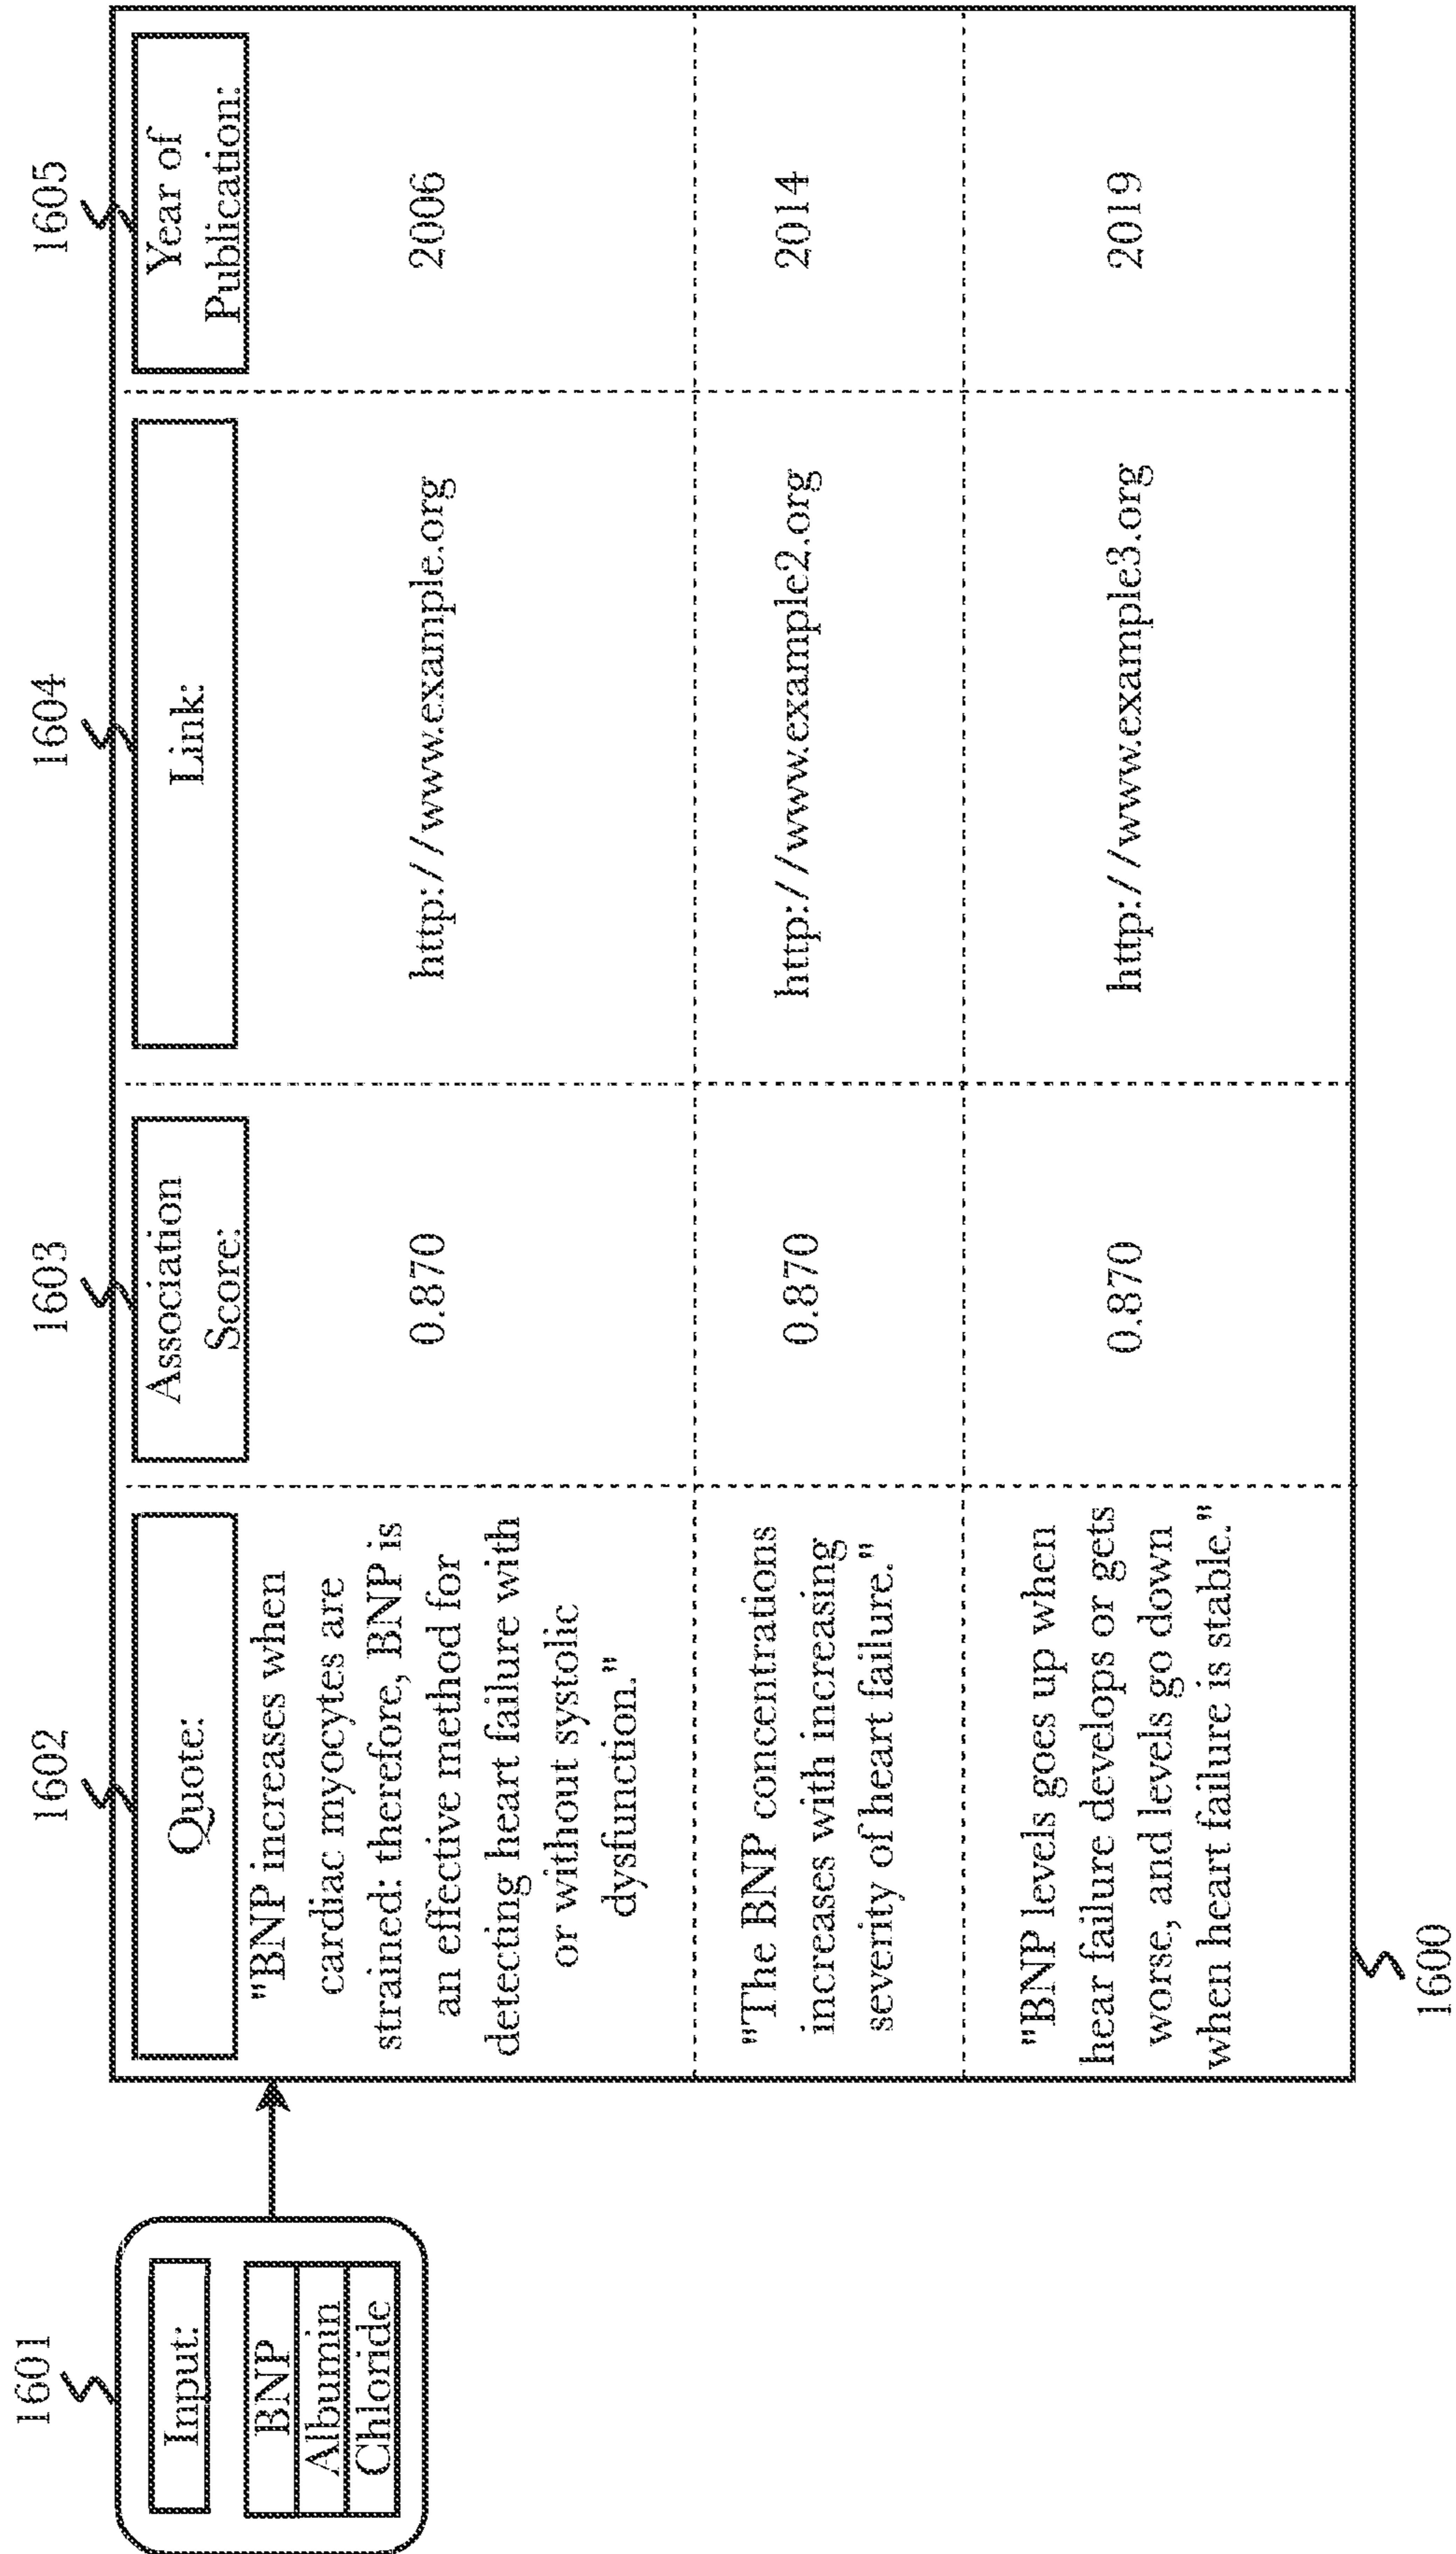 1601
Input:
BNP
Albumin
Chloride
1602
1603
1604
1605
Quote:
Association
Score:
Link:
Year of
Publication:
"BNP increases when
cardiac myocytes are
strained: therefore, BNP is
an effective method for
detecting heart failure with
or without systolic
dysfunction."
0.870
http://www.example.org
2006
"The BNP concentrations
increases with increasing
severity of heart failure."
0.870
http://www.example2.org
2014
"BNP levels goes up when
hear failure develops or gets
worse, and levels go down
when heart failure is stable."
0.870
http://www.example3.org
2019
1600